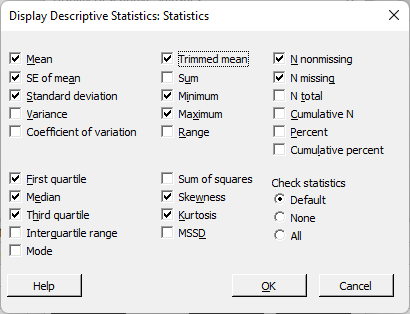 Display Descriptive Statistics: Statistics
Mean
SE of mean
Standard deviation
Variance
Coefficient of variation
Trimmed mean
Sum
Minimum
Maximum
Range
N nonmissing
N missing
N total
Cumulative N
Percent
Cumulative percent
First quartile
Median
Third quartile
Interquartile range
Mode
Sum of squares
Skewness
Kurtosis
MSSD
Check statistics
Default
None
All
Help
OK
Cancel